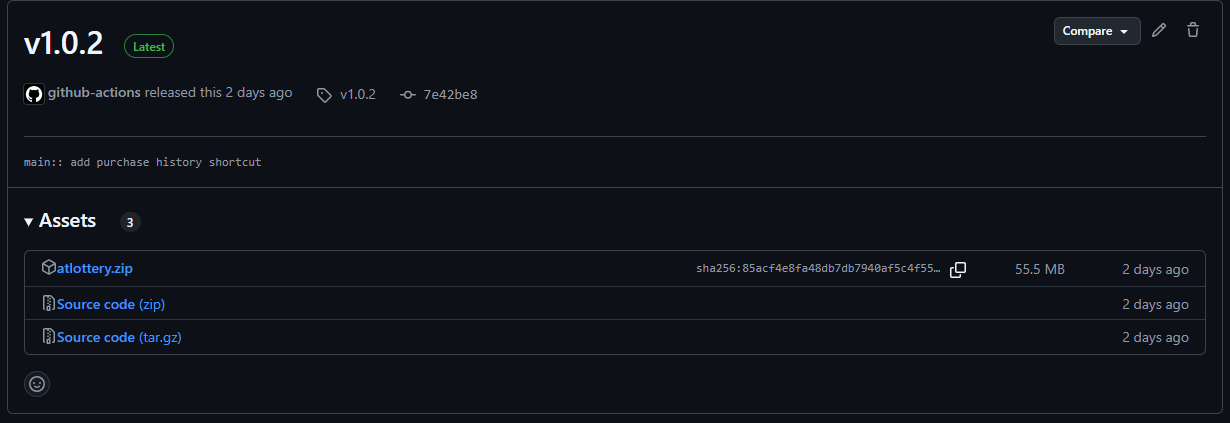 v1.0.2 Latest Compare
github-actions released this 2 days ago v1.0.2 7e42be8
main:: add purchase history shortcut
Assets 3
atlottery.zip sha256:85acf4e8fa48db7db7940af5c4f55… 55.5 MB 2 days ago
Source code (zip) 2 days ago
Source code (tar.gz) 2 days ago